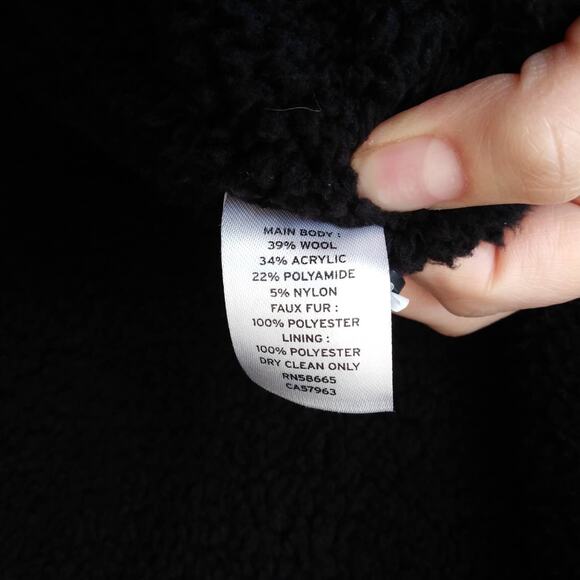 MAIN BODY :
39% WOOL
34% ACRYLIC
22% POLYAMIDE
5% NYLON
FAUX FUR :
100% POLYESTER
LINING :
100% POLYESTER
DRY CLEAN ONLY
RN58665
CA57963